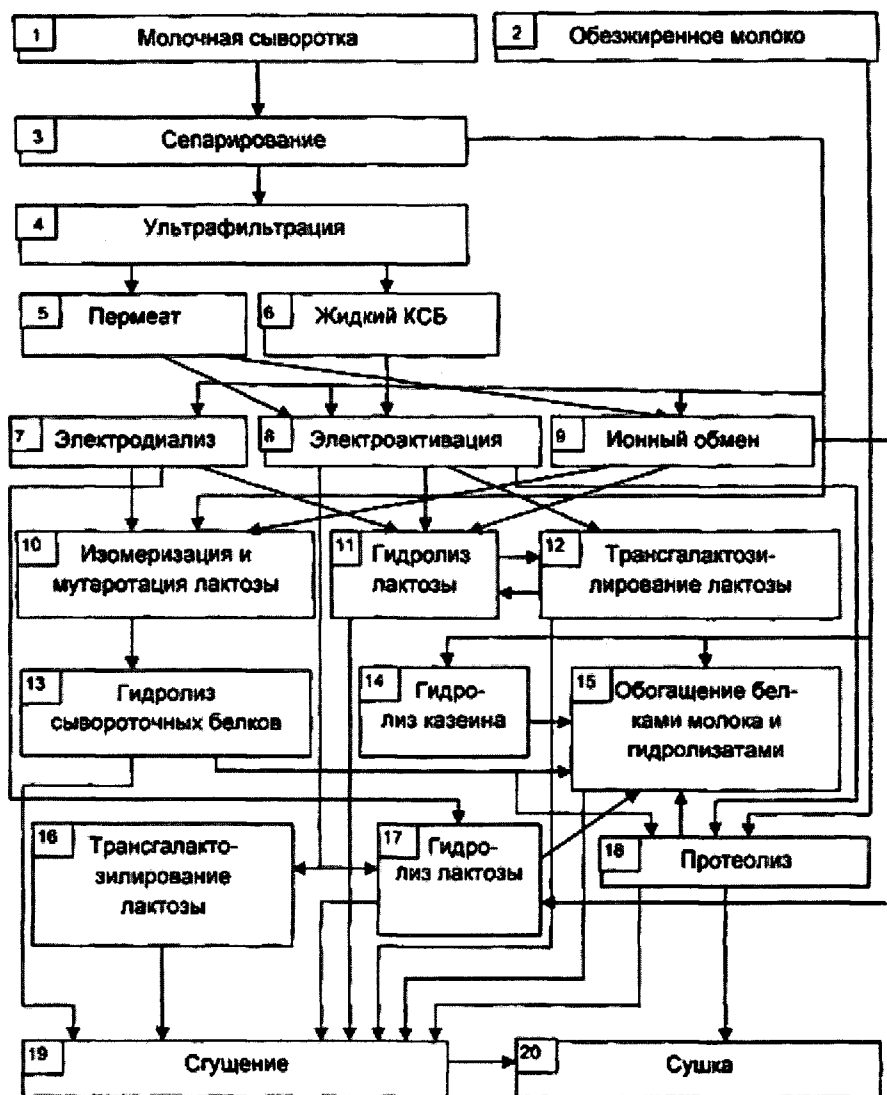 1 Молочная сыворотка
2 Обезжиренное молоко
3 Сепарирование
4 Ультрафильтрация
5 Пермеат
6 Жидкий КСБ
7 Электродиализ
8 Электроактивация
9 Ионный обмен
10 Изомеризация и
мутаротация лактозы
11 Гидролиз
лактозы
12 Трансгалактози-
лирование лактозы
13 Гидролиз
сывороточных белков
14 Гидро-
лиз казеина
15 Обогащение бел-
ками молока и
гидролизатами
16 Трансгалакто-
зилирование
лактозы
17 Гидро-
лиз лактозы
18 Протеолиз
19 Сгущение
20 Сушка